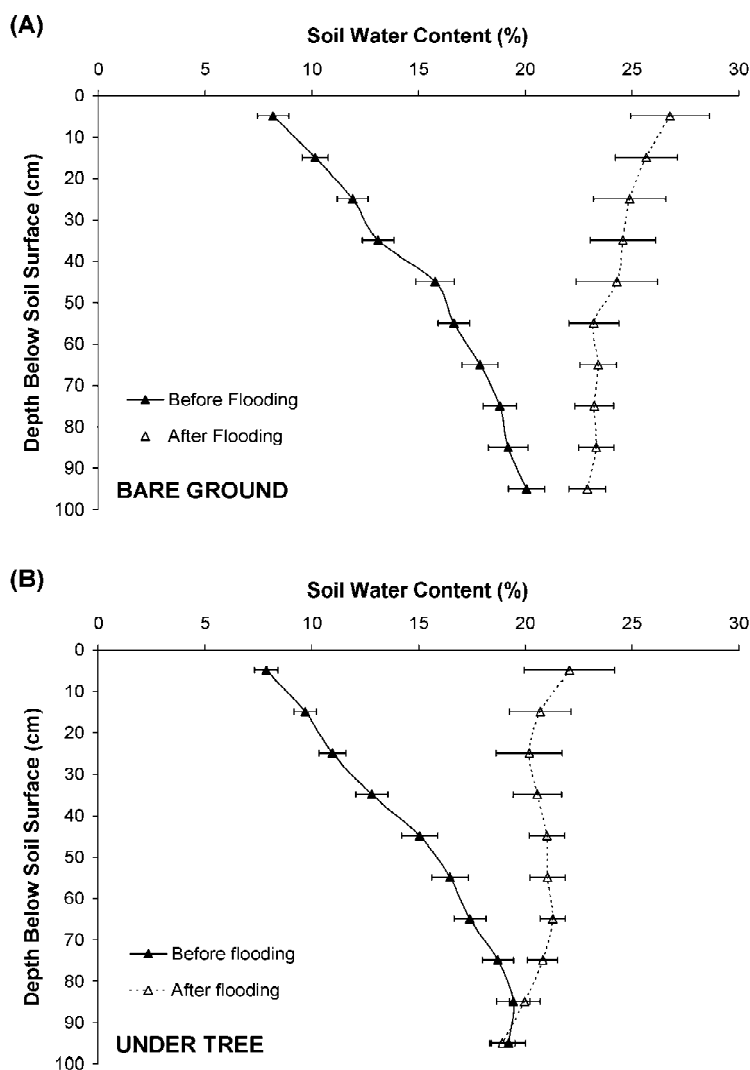 (A)
Soil Water Content (%)
0 5 10 15 20 25 30
0
10
20
30
40
50
60
70
80
90
100
Depth Below Soil Surface (cm)
Before Flooding
After Flooding
BARE GROUND
(B)
Soil Water Content (%)
0 5 10 15 20 25 30
0
10
20
30
40
50
60
70
80
90
100
Depth Below Soil Surface (cm)
Before flooding
After flooding
UNDER TREE